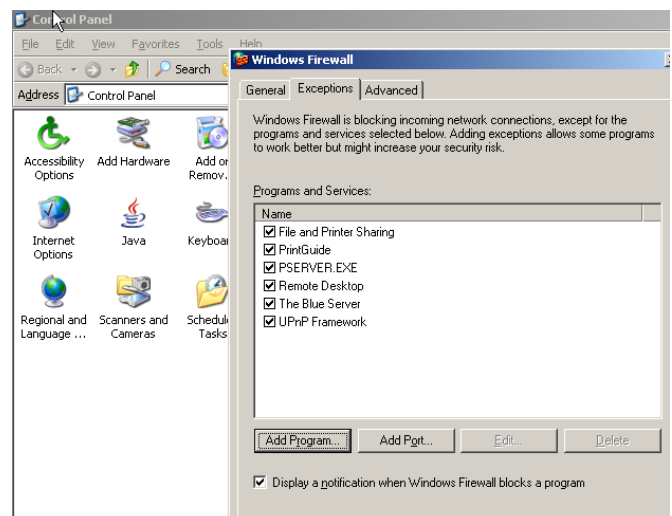 Control Panel
File Edit View Favorites Tools Help
Back Search
Address Control Panel
Accessibility Options
Add Hardware
Add or Remov.
Internet Options
Java
Keyboar
Regional and Language ...
Scanners and Cameras
Schedul Tasks
Windows Firewall
General Exceptions Advanced
Windows Firewall is blocking incoming network connections, except for the
programs and services selected below. Adding exceptions allows some programs
to work better but might increase your security risk.
Programs and Services:
Name
File and Printer Sharing
PrintGuide
PSERVER.EXE
Remote Desktop
The Blue Server
UPnP Framework
Add Program... Add Port... Edit... Delete
Display a notification when Windows Firewall blocks a program